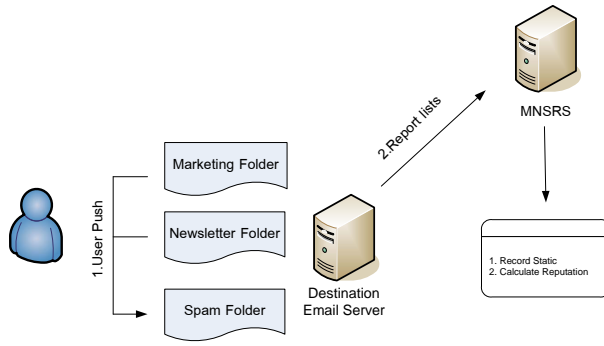 MNSRS
2.Report lists
Marketing Folder
1.User Push
Newsletter Folder
Spam Folder
Destination
Email Server
1. Record Static
2. Calculate Reputation